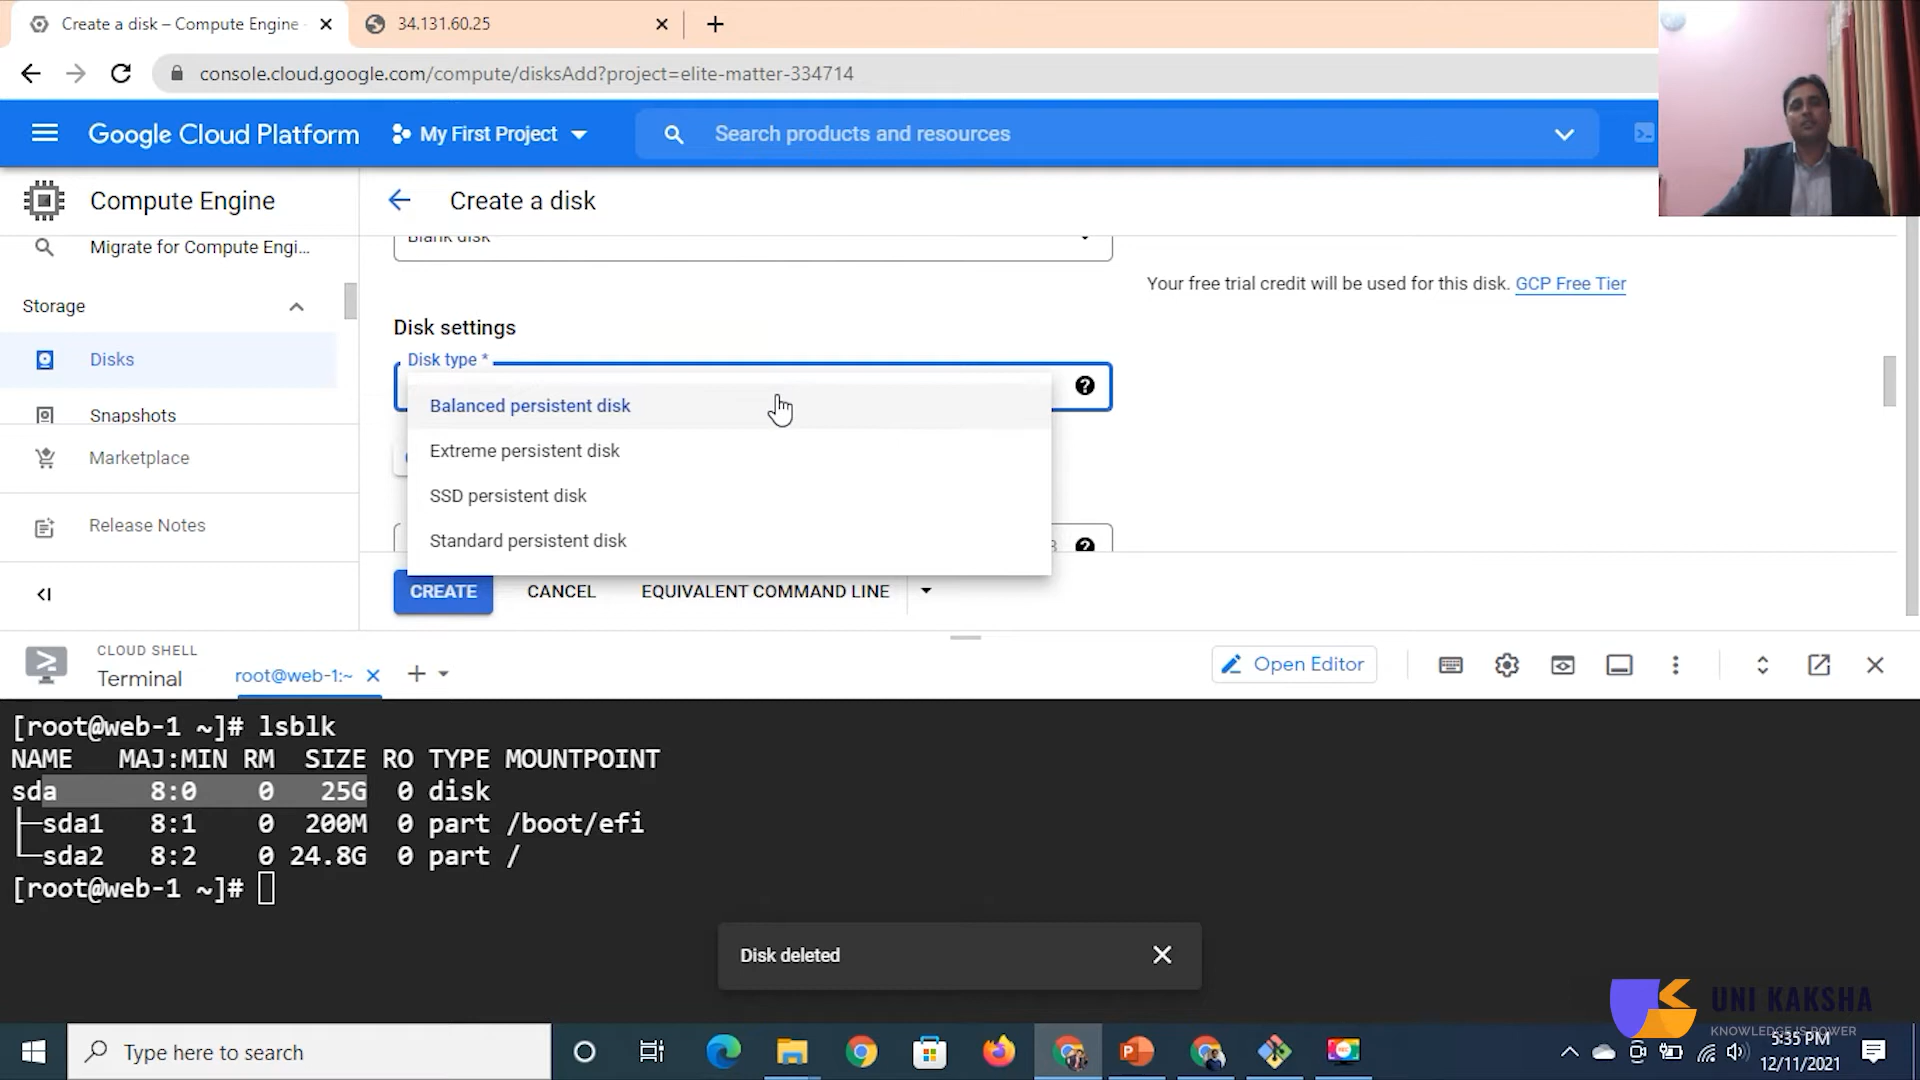 Create a disk – Compute Engine
34.131.60.25
console.cloud.google.com/compute/disksAdd?project=elite-matter-334714
Google Cloud Platform
My First Project
Search products and resources
Compute Engine
Create a disk
Migrate for Compute Engi...
Blank disk
Your free trial credit will be used for this disk. GCP Free Tier
Storage
Disk settings
Disks
Disk type *
Balanced persistent disk
Snapshots
Extreme persistent disk
Marketplace
SSD persistent disk
Release Notes
Standard persistent disk
CREATE
CANCEL
EQUIVALENT COMMAND LINE
CLOUD SHELL
Terminal
root@web-1:~
Open Editor
[root@web-1 ~]# lsblk
NAME MAJ:MIN RM SIZE RO TYPE MOUNTPOINT
sda 8:0 0 25G 0 disk
├─sda1 8:1 0 200M 0 part /boot/efi
└─sda2 8:2 0 24.8G 0 part /
[root@web-1 ~]#
Disk deleted
UNI KAKSHA
KNOWLEDGE IS POWER
Type here to search
5:35 PM
12/11/2021